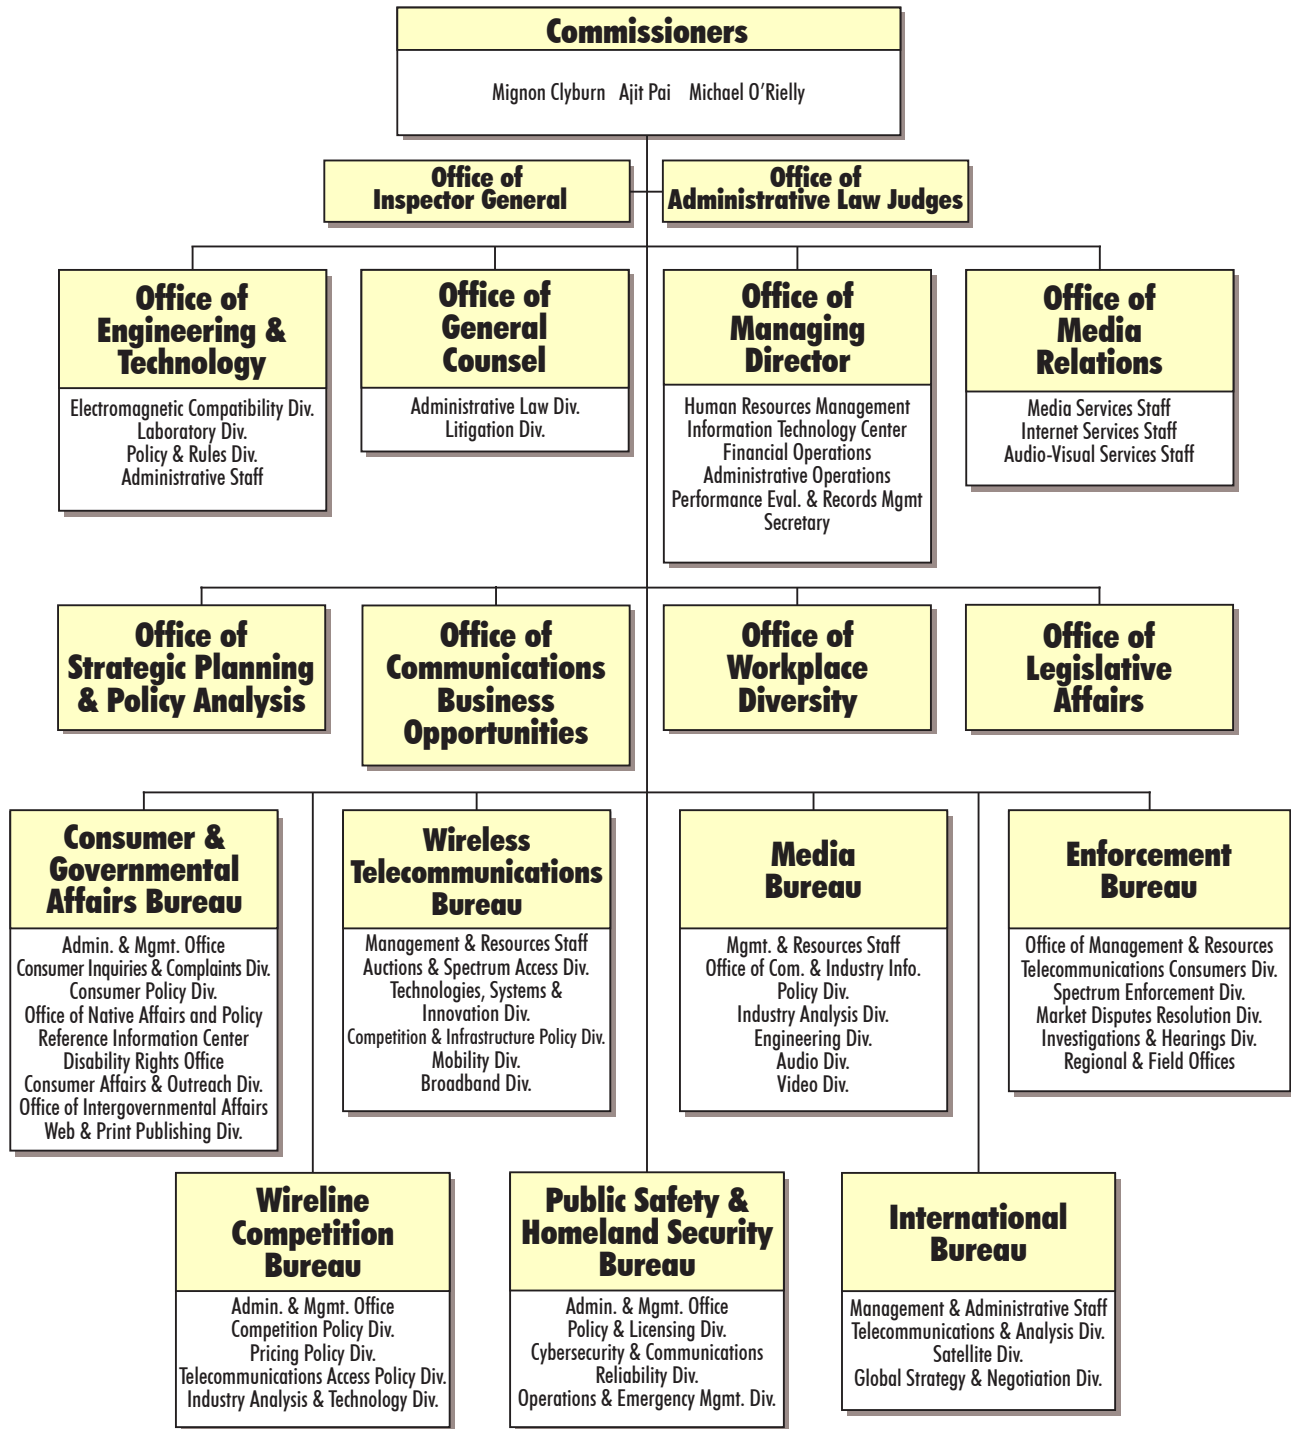 Commissioners
Mignon Clyburn Ajit Pai Michael O'Rielly
Office of
Inspector General
Office of
Administrative Law Judges
Office of
Engineering &
Technology
Electromagnetic Compatibility Div.
Laboratory Div.
Policy & Rules Div.
Administrative Staff
Office of
General
Counsel
Administrative Law Div.
Litigation Div.
Office of
Managing
Director
Human Resources Management
Information Technology Center
Financial Operations
Administrative Operations
Performance Eval. & Records Mgmt
Secretary
Office of
Media
Relations
Media Services Staff
Internet Services Staff
Audio-Visual Services Staff
Office of
Strategic Planning
& Policy Analysis
Office of
Communications
Business
Opportunities
Office of
Workplace
Diversity
Office of
Legislative
Affairs
Consumer &
Governmental
Affairs Bureau
Admin. & Mgmt. Office
Consumer Inquiries & Complaints Div.
Consumer Policy Div.
Office of Native Affairs and Policy
Reference Information Center
Disability Rights Office
Consumer Affairs & Outreach Div.
Office of Intergovernmental Affairs
Web & Print Publishing Div.
Wireless
Telecommunications
Bureau
Management & Resources Staff
Auctions & Spectrum Access Div.
Technologies, Systems &
Innovation Div.
Competition & Infrastructure Policy Div.
Mobility Div.
Broadband Div.
Media
Bureau
Mgmt. & Resources Staff
Office of Com. & Industry Info.
Policy Div.
Industry Analysis Div.
Engineering Div.
Audio Div.
Video Div.
Enforcement
Bureau
Office of Management & Resources
Telecommunications Consumers Div.
Spectrum Enforcement Div.
Market Disputes Resolution Div.
Investigations & Hearings Div.
Regional & Field Offices
Wireline
Competition
Bureau
Admin. & Mgmt. Office
Competition Policy Div.
Pricing Policy Div.
Telecommunications Access Policy Div.
Industry Analysis & Technology Div.
Public Safety &
Homeland Security
Bureau
Admin. & Mgmt. Office
Policy & Licensing Div.
Cybersecurity & Communications
Reliability Div.
Operations & Emergency Mgmt. Div.
International
Bureau
Management & Administrative Staff
Telecommunications & Analysis Div.
Satellite Div.
Global Strategy & Negotiation Div.